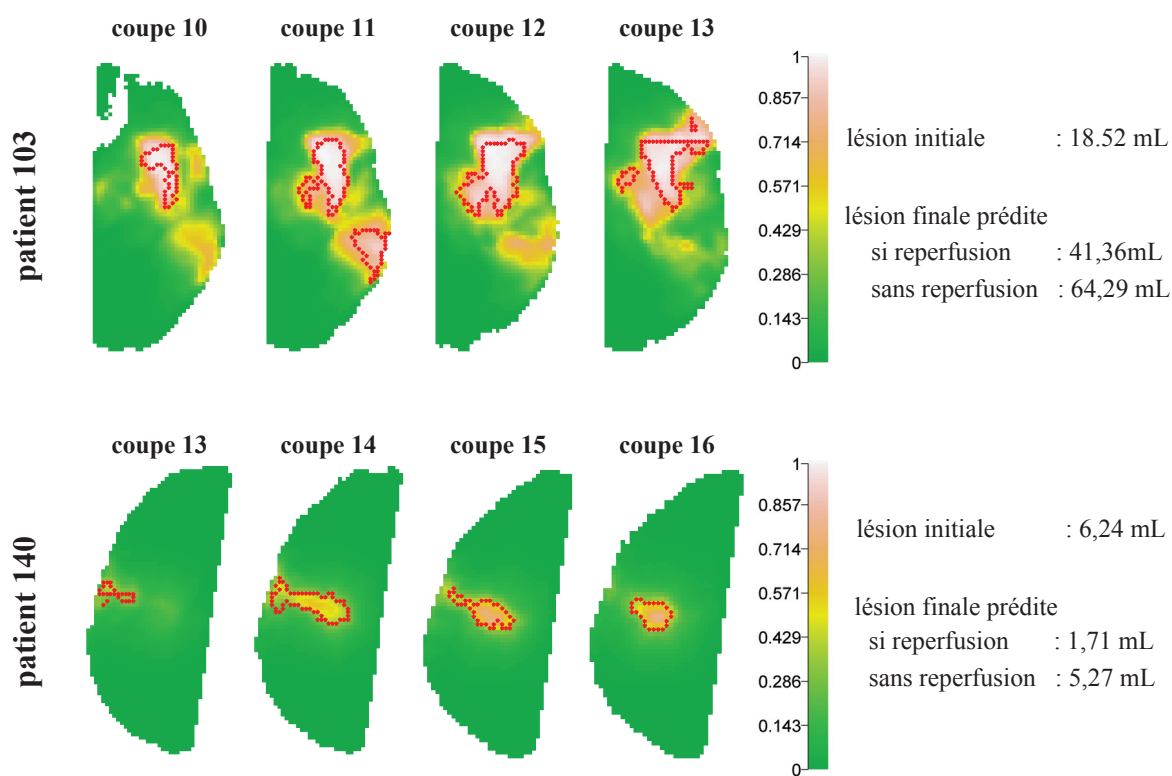 coupe 10 coupe 11 coupe 12 coupe 13
patient 103
1
0.857
0.714
0.571
0.429
0.286
0.143
0
lésion initiale : 18.52 mL
lésion finale prédite
si reperfusion : 41,36mL
sans reperfusion : 64,29 mL
coupe 13 coupe 14 coupe 15 coupe 16
patient 140
1
0.857
0.714
0.571
0.429
0.286
0.143
0
lésion initiale : 6,24 mL
lésion finale prédite
si reperfusion : 1,71 mL
sans reperfusion : 5,27 mL